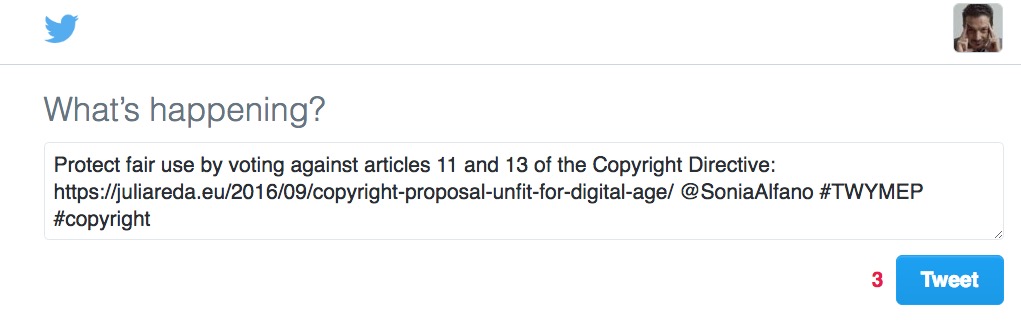 What's happening?
Protect fair use by voting against articles 11 and 13 of the Copyright Directive:
https://juliareda.eu/2016/09/copyright-proposal-unfit-for-digital-age/ @SoniaAlfano #TWYMEP
#copyright
3 Tweet